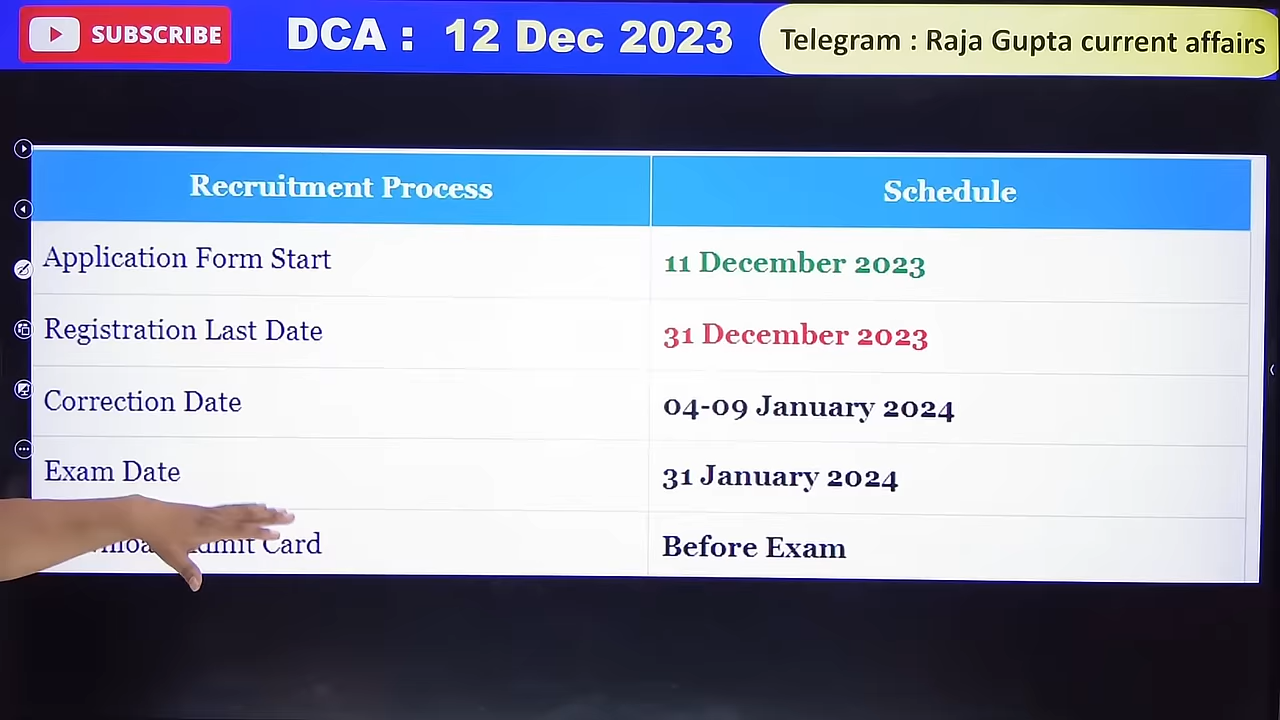 SUBSCRIBE
DCA : 12 Dec 2023
Telegram : Raja Gupta current affairs
Recruitment Process Schedule
Application Form Start 11 December 2023
Registration Last Date 31 December 2023
Correction Date 04-09 January 2024
Exam Date 31 January 2024
Card Before Exam